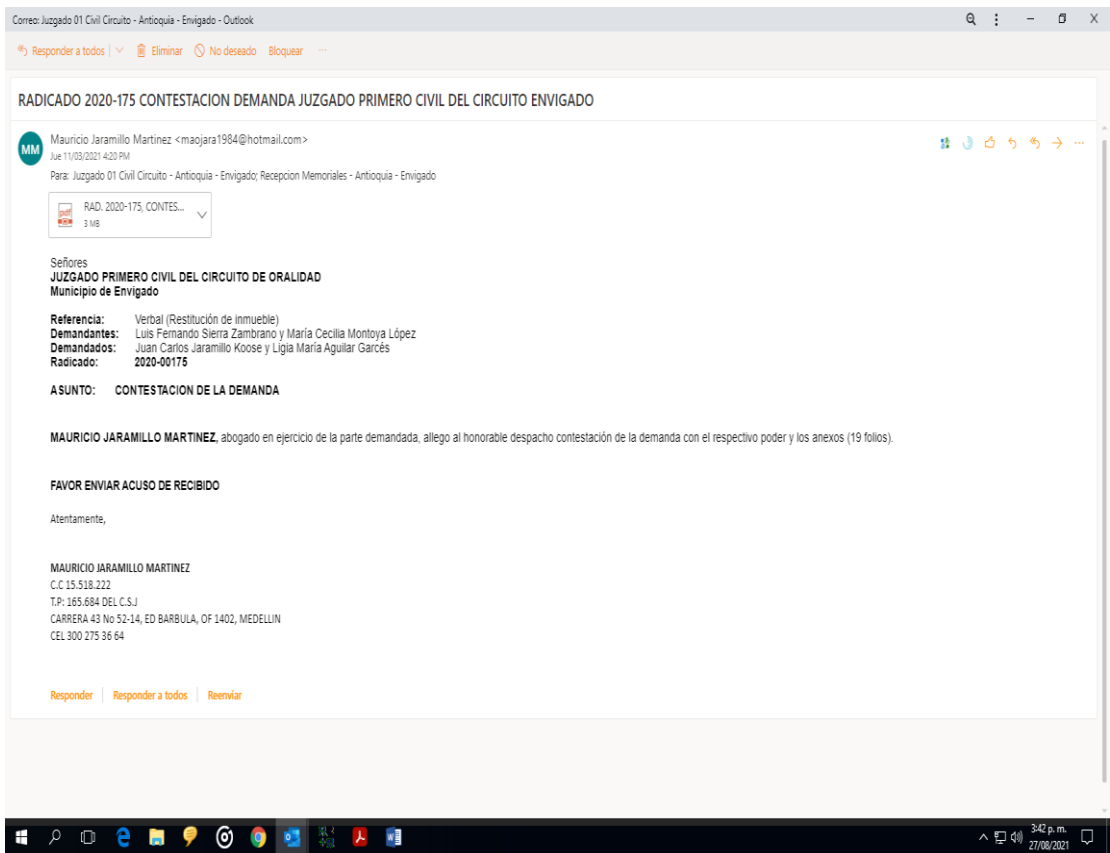 Correo: Juzgado 01 Civil Circuito - Antioquia - Envigado - Outlook
Responder a todos | Eliminar No deseado Bloquear ...
RADICADO 2020-175 CONTESTACION DEMANDA JUZGADO PRIMERO CIVIL DEL CIRCUITO ENVIGADO
MM
Mauricio Jaramillo Martinez <maojara1984@hotmail.com>
Jue 11/03/2021 4:20 PM
Para: Juzgado 01 Civil Circuito - Antioquia - Envigado; Recepcion Memoriales - Antioquia - Envigado
pdf
RAD. 2020-175, CONTES...
3 MB
Señores
JUZGADO PRIMERO CIVIL DEL CIRCUITO DE ORALIDAD
Municipio de Envigado
Referencia: Verbal (Restitución de inmueble)
Demandantes: Luis Fernando Sierra Zambrano y María Cecilia Montoya López
Demandados: Juan Carlos Jaramillo Koose y Ligia María Aguilar Garcés
Radicado: 2020-00175
ASUNTO: CONTESTACION DE LA DEMANDA
MAURICIO JARAMILLO MARTINEZ, abogado en ejercicio de la parte demandada, allego al honorable despacho contestación de la demanda con el respectivo poder y los anexos (19 folios).
FAVOR ENVIAR ACUSO DE RECIBIDO
Atentamente,
MAURICIO JARAMILLO MARTINEZ
C.C 15.518.222
T.P: 165.684 DEL C.S.J
CARRERA 43 No 52-14, ED BARBULA, OF 1402, MEDELLIN
CEL 300 275 36 64
Responder | Responder a todos | Reenviar
3:42 p. m.
27/08/2021